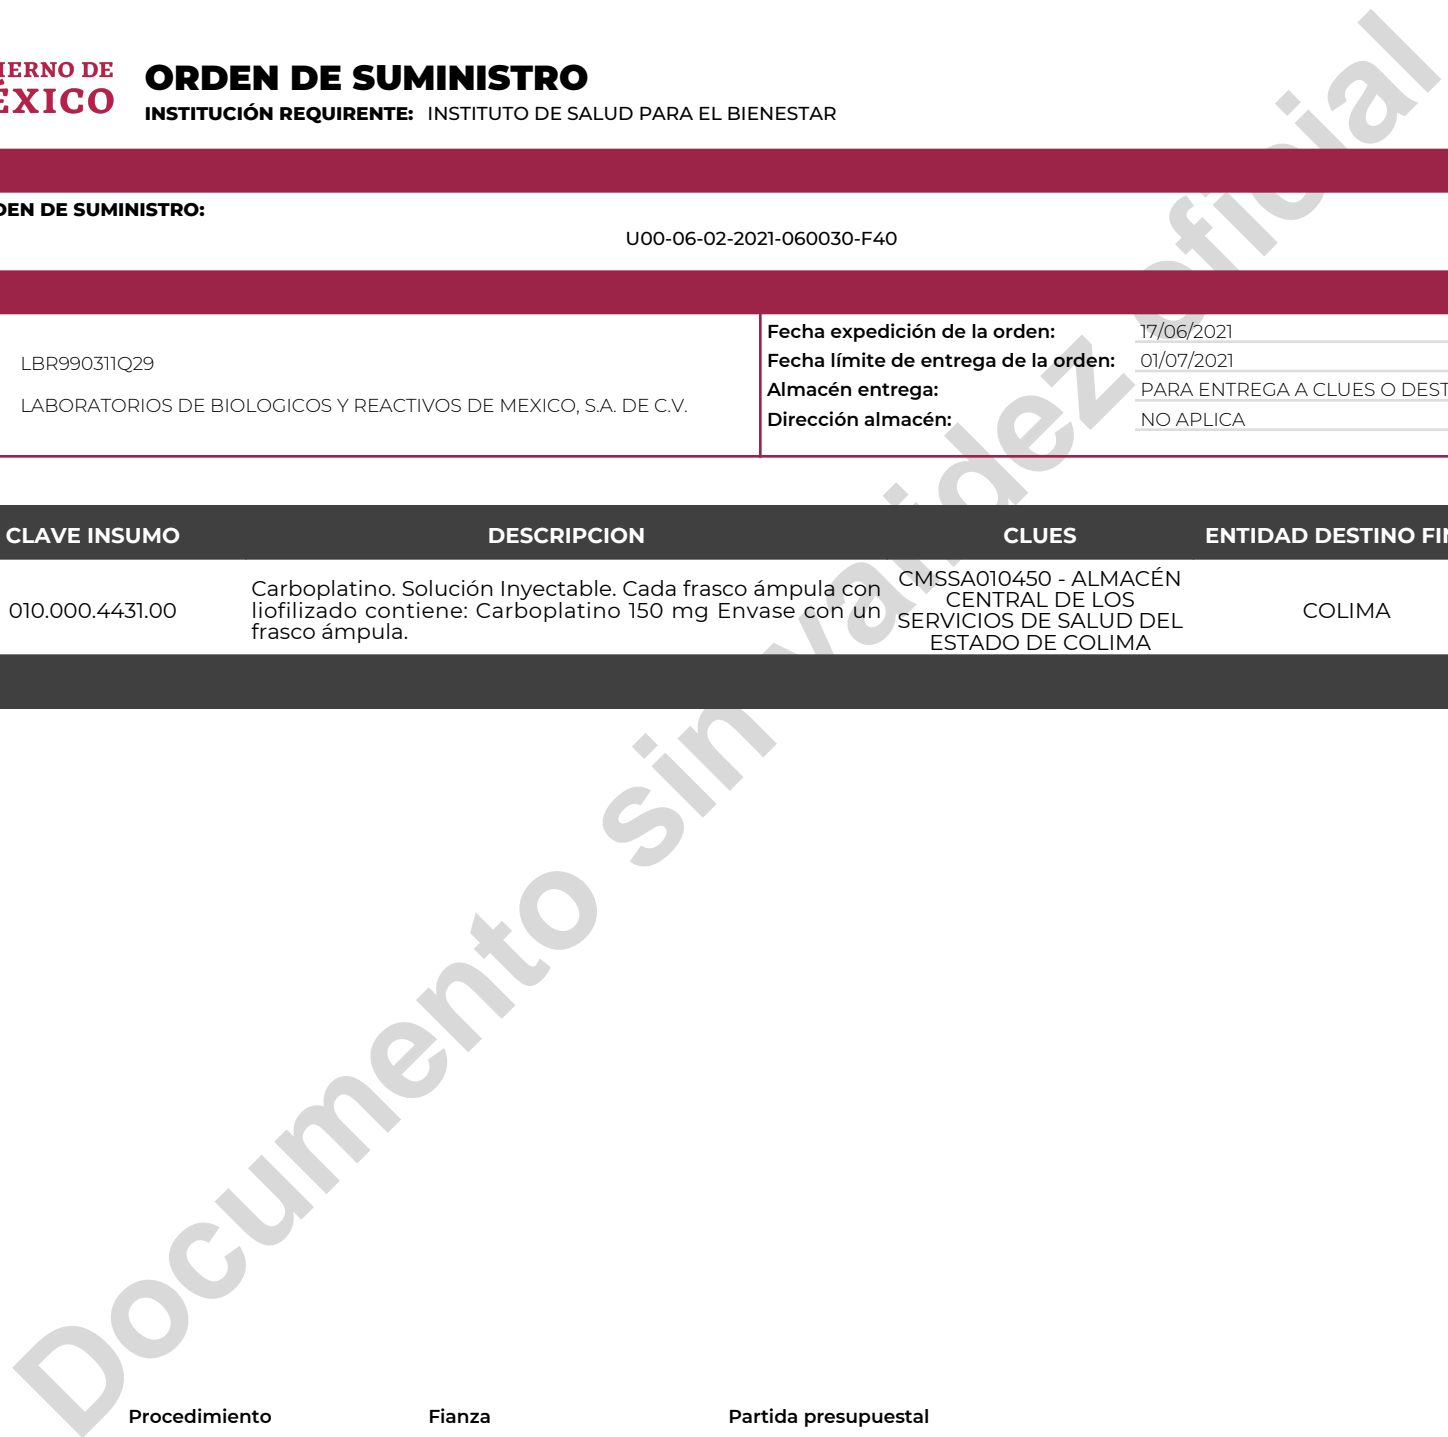 IERNO DE
ÉXICO
ORDEN DE SUMINISTRO
INSTITUCIÓN REQUIRENTE: INSTITUTO DE SALUD PARA EL BIENESTAR
DEN DE SUMINISTRO:
U00-06-02-2021-060030-F40
LBR990311Q29
LABORATORIOS DE BIOLOGICOS Y REACTIVOS DE MEXICO, S.A. DE C.V.
Fecha expedición de la orden: 17/06/2021
Fecha límite de entrega de la orden: 01/07/2021
Almacén entrega: PARA ENTREGA A CLUES O DEST
Dirección almacén: NO APLICA
CLAVE INSUMO DESCRIPCION CLUES ENTIDAD DESTINO FIN
010.000.4431.00
Carboplatino. Solución Inyectable. Cada frasco ámpula con
liofilizado contiene: Carboplatino 150 mg Envase con un
frasco ámpula.
CMSSA010450 - ALMACÉN
CENTRAL DE LOS
SERVICIOS DE SALUD DEL
ESTADO DE COLIMA
COLIMA
Documento sin validez oficial
Procedimiento Fianza Partida presupuestal